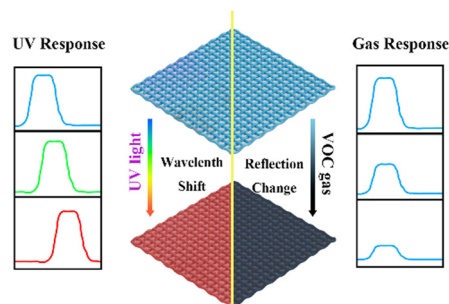 UV Response
Gas Response
UV light
Wavelenth
Shift
Reflection
Change
VOC gas